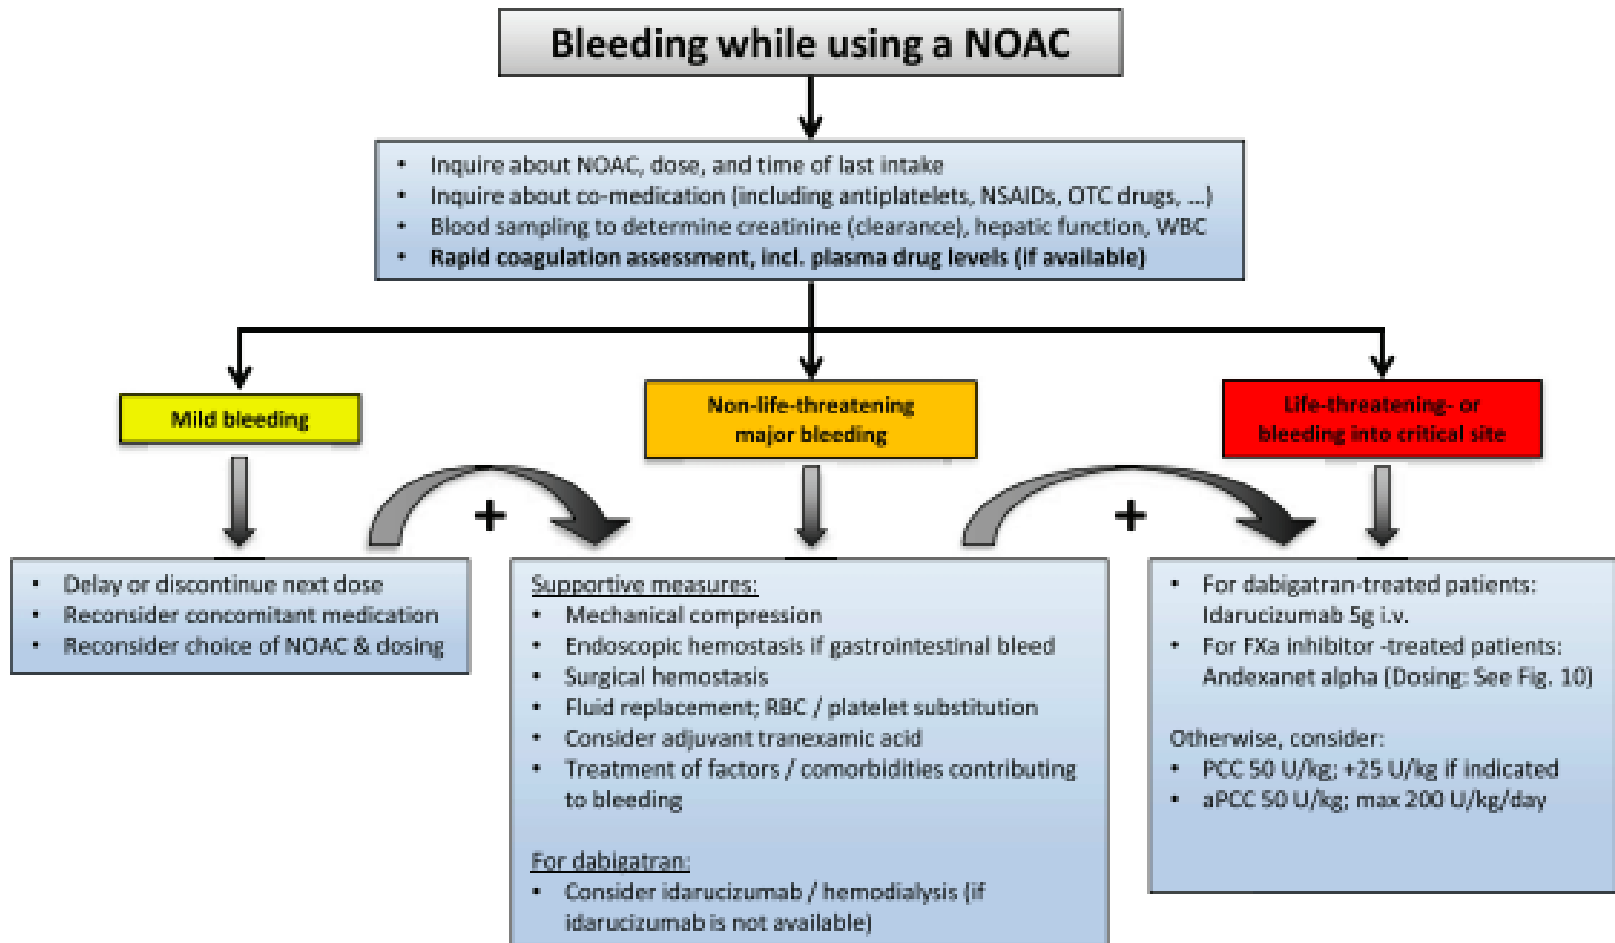 Bleeding while using a NOAC
• Inquire about NOAC, dose, and time of last intake
• Inquire about co-medication (including antiplatelets, NSAIDs, OTC drugs, ...)
• Blood sampling to determine creatinine (clearance), hepatic function, WBC
• Rapid coagulation assessment, incl. plasma drug levels (if available)
Mild bleeding
Non-life-threatening
major bleeding
Life-threatening- or
bleeding into critical site
+
+
• Delay or discontinue next dose
• Reconsider concomitant medication
• Reconsider choice of NOAC & dosing
Supportive measures:
• Mechanical compression
• Endoscopic hemostasis if gastrointestinal bleed
• Surgical hemostasis
• Fluid replacement; RBC / platelet substitution
• Consider adjuvant tranexamic acid
• Treatment of factors / comorbidities contributing
to bleeding
For dabigatran:
• Consider idarucizumab / hemodialysis (if
idarucizumab is not available)
• For dabigatran-treated patients:
Idarucizumab 5g i.v.
• For FXa inhibitor -treated patients:
Andexanet alpha (Dosing: See Fig. 10)
Otherwise, consider:
• PCC 50 U/kg; +25 U/kg if indicated
• aPCC 50 U/kg; max 200 U/kg/day